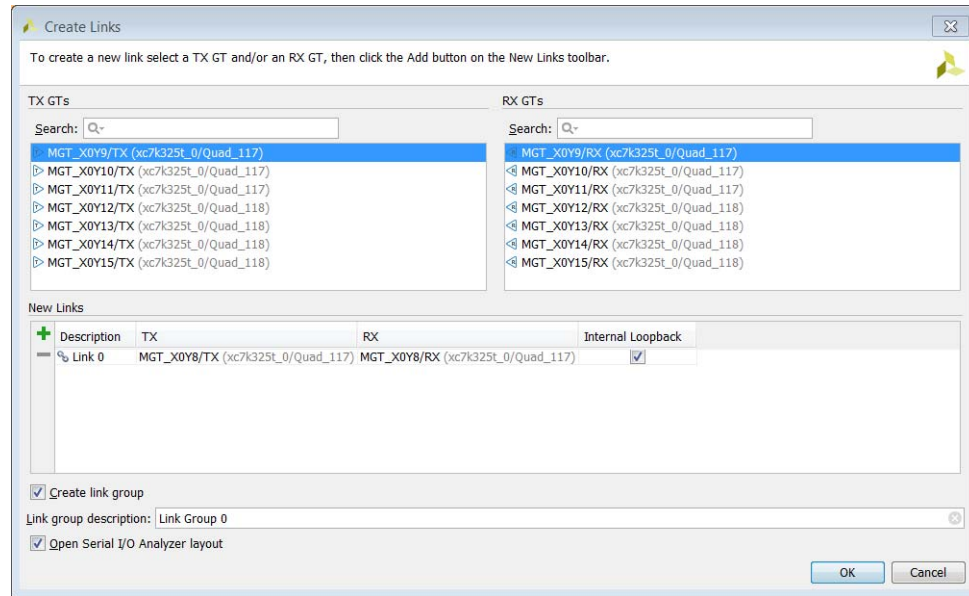 Create Links
To create a new link select a TX GT and/or an RX GT, then click the Add button on the New Links toolbar.
TX GTs
Search:
MGT_X0Y9/TX (xc7k325t_0/Quad_117)
MGT_X0Y10/TX (xc7k325t_0/Quad_117)
MGT_X0Y11/TX (xc7k325t_0/Quad_117)
MGT_X0Y12/TX (xc7k325t_0/Quad_118)
MGT_X0Y13/TX (xc7k325t_0/Quad_118)
MGT_X0Y14/TX (xc7k325t_0/Quad_118)
MGT_X0Y15/TX (xc7k325t_0/Quad_118)
RX GTs
Search:
MGT_X0Y9/RX (xc7k325t_0/Quad_117)
MGT_X0Y10/RX (xc7k325t_0/Quad_117)
MGT_X0Y11/RX (xc7k325t_0/Quad_117)
MGT_X0Y12/RX (xc7k325t_0/Quad_118)
MGT_X0Y13/RX (xc7k325t_0/Quad_118)
MGT_X0Y14/RX (xc7k325t_0/Quad_118)
MGT_X0Y15/RX (xc7k325t_0/Quad_118)
New Links
Description TX RX Internal Loopback
Link 0 MGT_X0Y8/TX (xc7k325t_0/Quad_117) MGT_X0Y8/RX (xc7k325t_0/Quad_117)
Create link group
Link group description: Link Group 0
Open Serial I/O Analyzer layout
OK Cancel